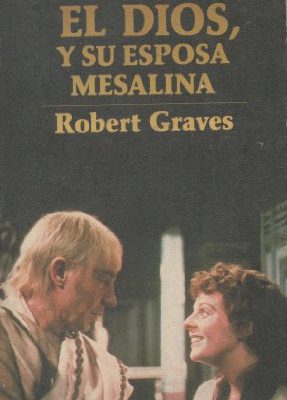 EL DIOS,
Y SU ESPOSA
MESALINA
Robert Graves